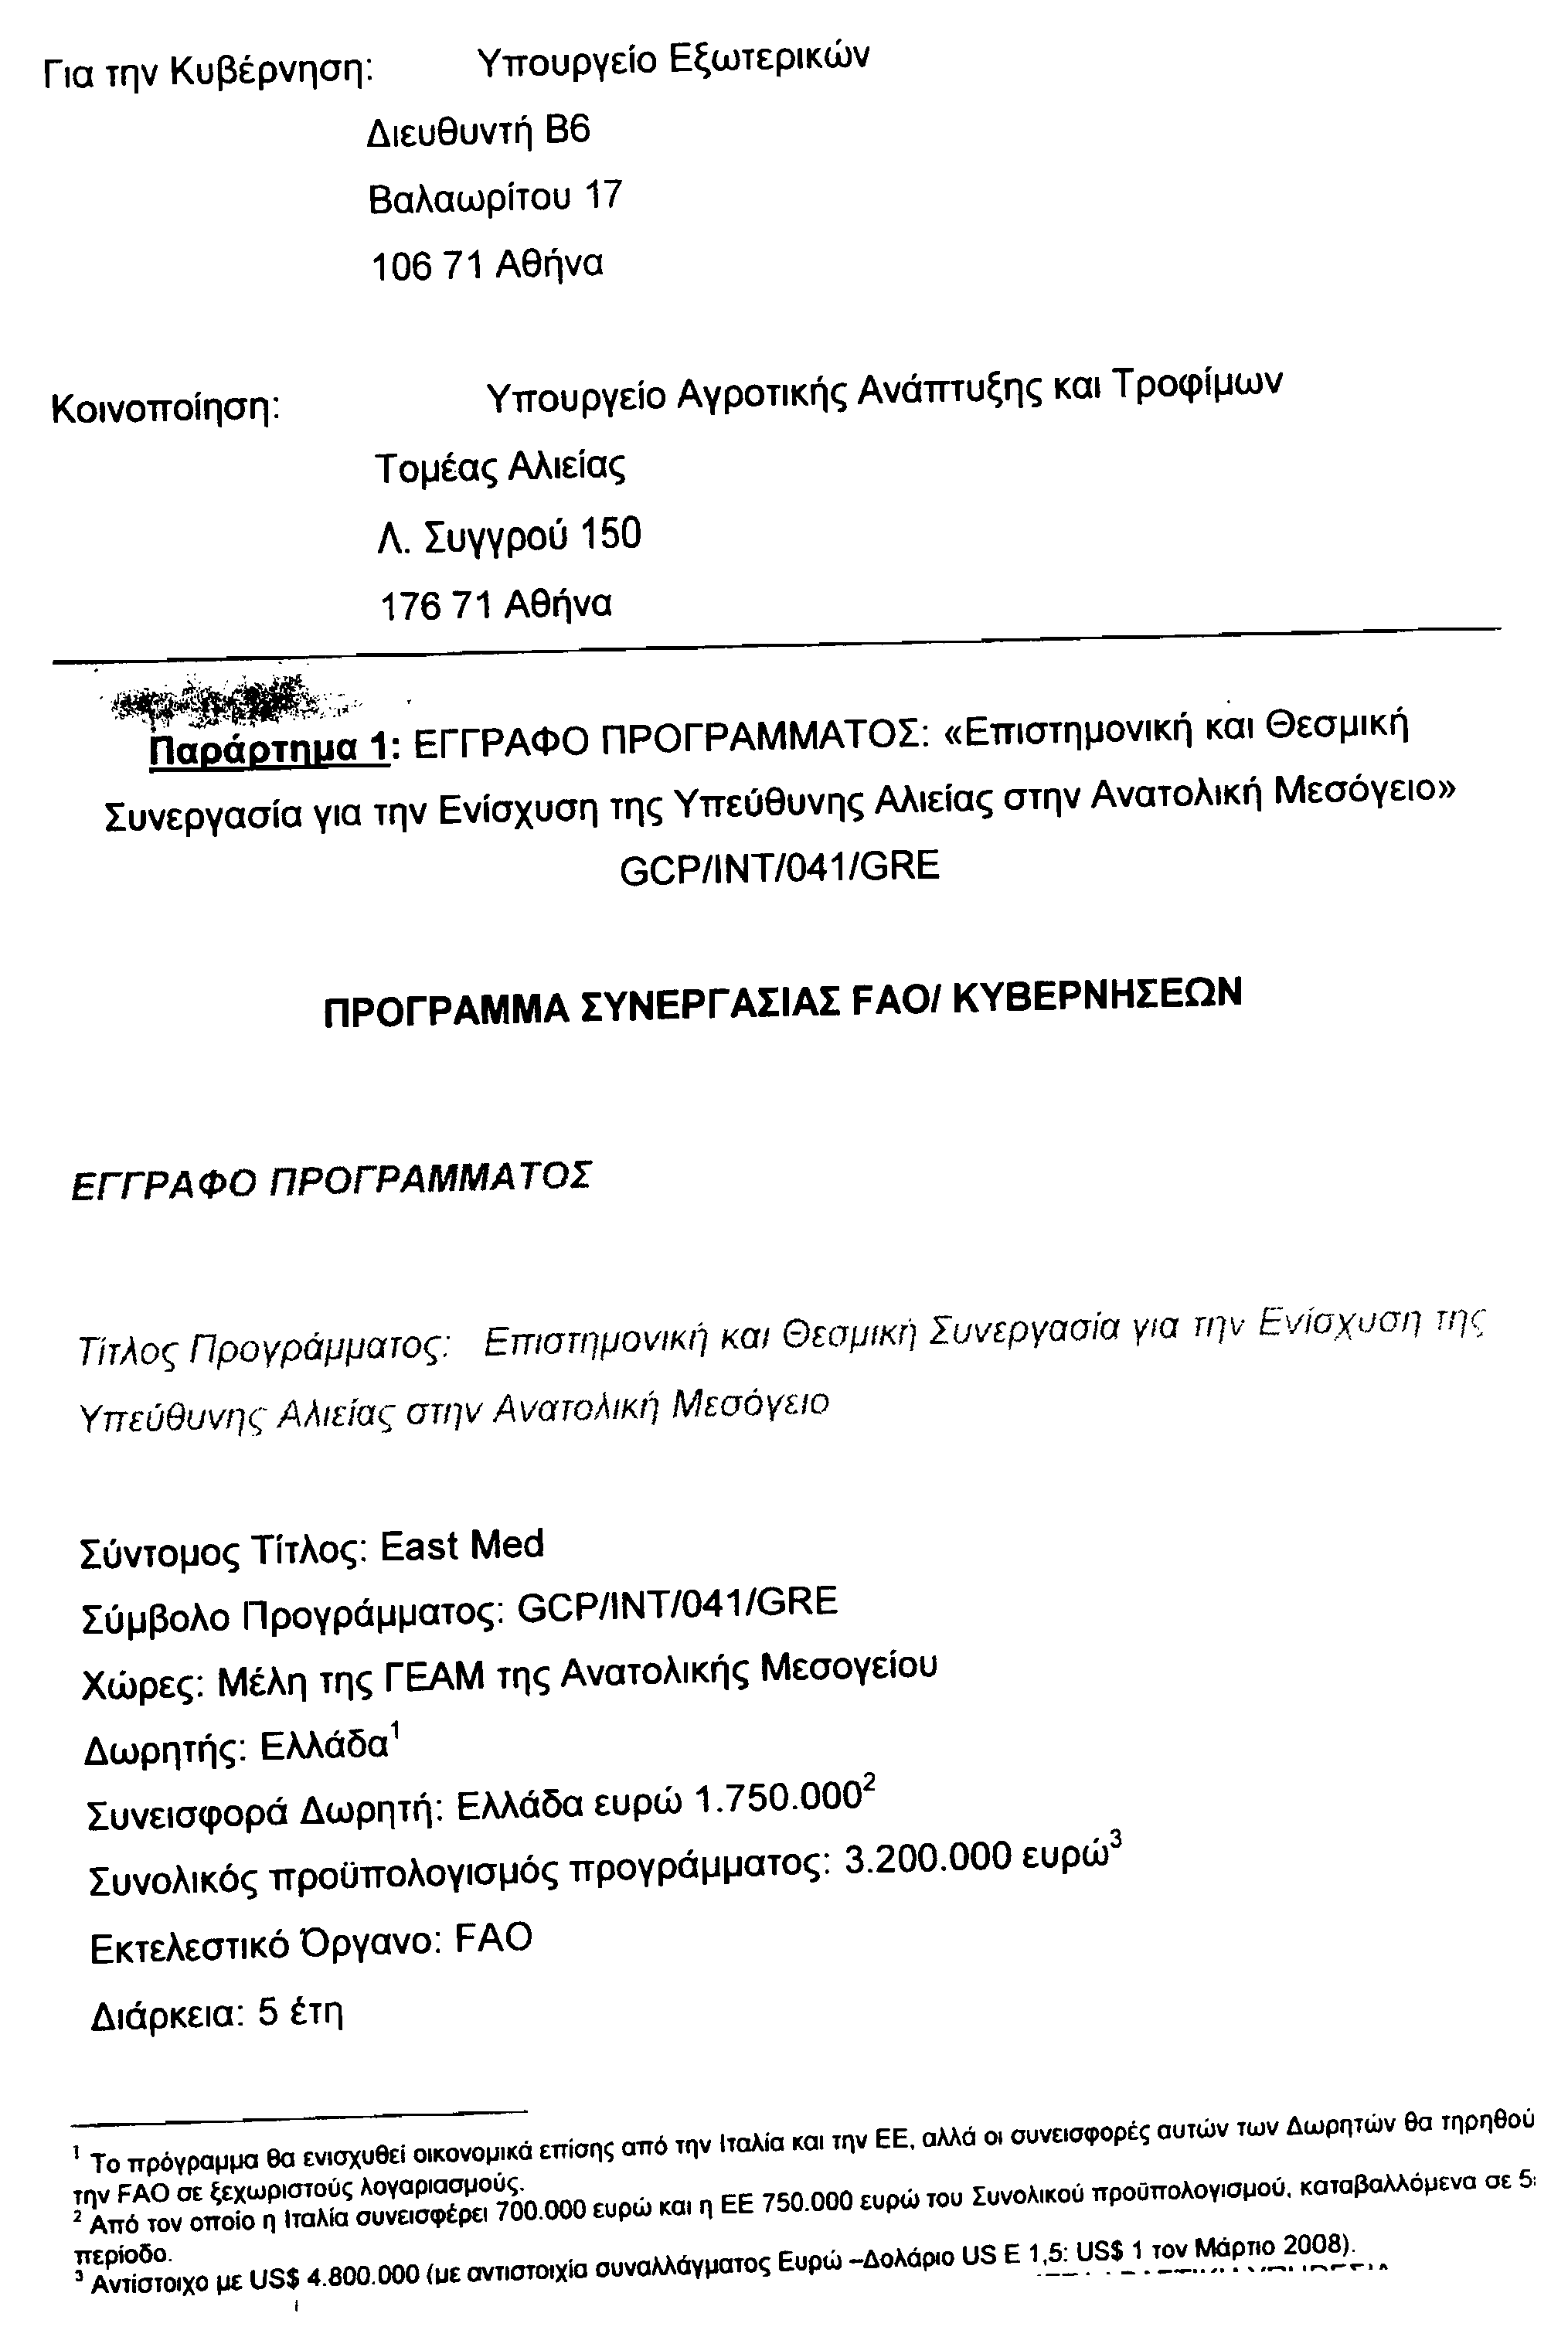 Για την Κυβέρνηση: Υπουργείο Εξωτερικών
Διευθυντή Β6
Βαλαωρίτου 17
106 71 Αθήνα
Κοινοποίηση: Υπουργείο Αγροτικής Ανάπτυξης και Τροφίμων
Τομέας Αλιείας
Λ. Συγγρού 150
176 71 Αθήνα
Παράρτημα 1: ΕΓΓΡΑΦΟ ΠΡΟΓΡΑΜΜΑΤΟΣ: «Επιστημονική και Θεσμική
Συνεργασία για την Ενίσχυση της Υπεύθυνης Αλιείας στην Ανατολική Μεσόγειο»
GCP/INT/041/GRE
ΠΡΟΓΡΑΜΜΑ ΣΥΝΕΡΓΑΣΙΑΣ FAO/ ΚΥΒΕΡΝΗΣΕΩΝ
ΕΓΓΡΑΦΟ ΠΡΟΓΡΑΜΜΑΤΟΣ
Τίτλος Προγράμματος: Επιστημονική και Θεσμική Συνεργασία για την Ενίσχυση της
Υπεύθυνης Αλιείας στην Ανατολική Μεσόγειο
Σύντομος Τίτλος: East Med
Σύμβολο Προγράμματος: GCP/INT/041/GRE
Χώρες: Μέλη της ΓΕΑΜ της Ανατολικής Μεσογείου
Δωρητής: Ελλάδα¹
Συνεισφορά Δωρητή: Ελλάδα ευρώ 1.750.000²
Συνολικός προϋπολογισμός προγράμματος: 3.200.000 ευρώ³
Εκτελεστικό Όργανο: FAO
Διάρκεια: 5 έτη
¹ Το πρόγραμμα θα ενισχυθεί οικονομικά επίσης από την Ιταλία και την ΕΕ, αλλά οι συνεισφορές αυτών των Δωρητών θα τηρηθού
την FAO σε ξεχωριστούς λογαριασμούς.
² Από τον οποίο η Ιταλία συνεισφέρει 700.000 ευρώ και η ΕΕ 750.000 ευρώ του Συνολικού προϋπολογισμού, καταβαλλόμενα σε 5
περίοδο.
³ Αντίστοιχο με US$ 4.800.000 (με αντιστοιχία συναλλάγματος Ευρώ –Δολάριο US E 1,5: US$ 1 τον Μάρτιο 2008).